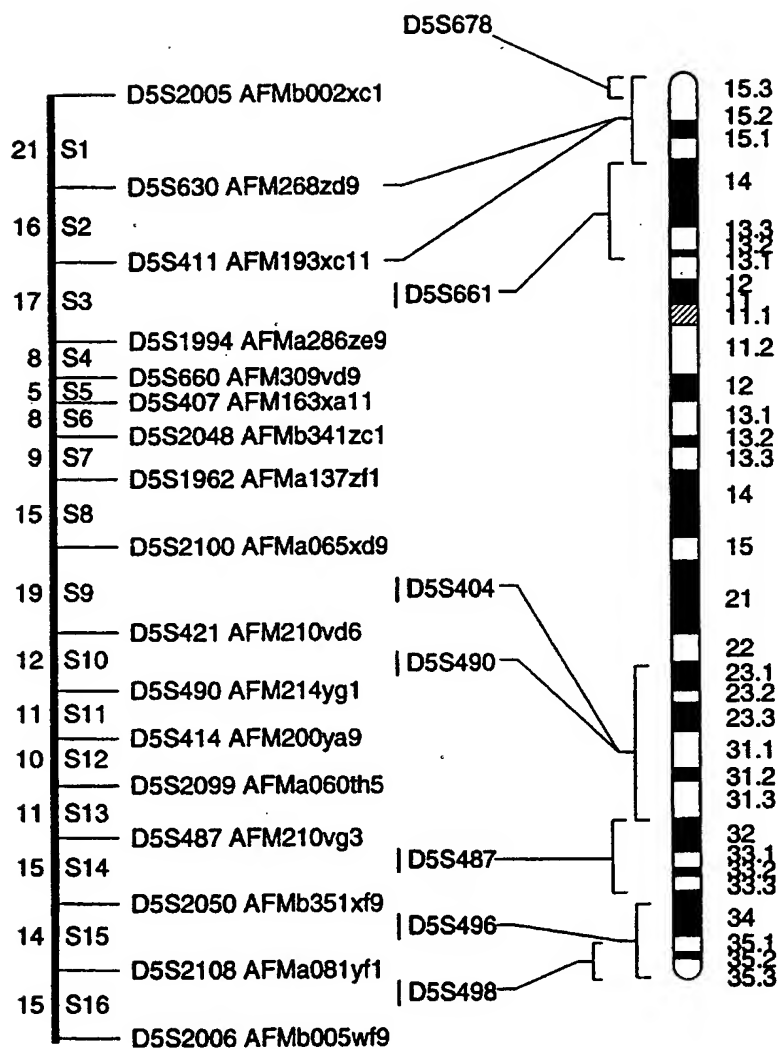 D5S678
D5S2005 AFMb002xc1
21 S1
D5S630 AFM268zd9
16 S2
D5S411 AFM193xc11
17 S3
D5S661
D5S1994 AFMa286ze9
8 S4
D5S660 AFM309vd9
5 S5
D5S407 AFM163xa11
8 S6
D5S2048 AFMb341zc1
9 S7
D5S1962 AFMa137zf1
15 S8
D5S2100 AFMa065xd9
19 S9
D5S404
D5S421 AFM210vd6
12 S10
D5S490
D5S490 AFM214yg1
11 S11
D5S414 AFM200ya9
10 S12
D5S2099 AFMa060th5
11 S13
D5S487 AFM210vg3
15 S14
D5S487
D5S2050 AFMb351xf9
14 S15
D5S496
D5S2108 AFMa081yf1
15 S16
D5S498
D5S2006 AFMb005wf9
15.3
15.2
15.1
14
13.3
13.2
13.1
12
11
11.1
11.2
12
13.1
13.2
13.3
14
15
21
22
23.1
23.2
23.3
31.1
31.2
31.3
32
33.1
33.2
33.3
34
35.1
35.2
35.3